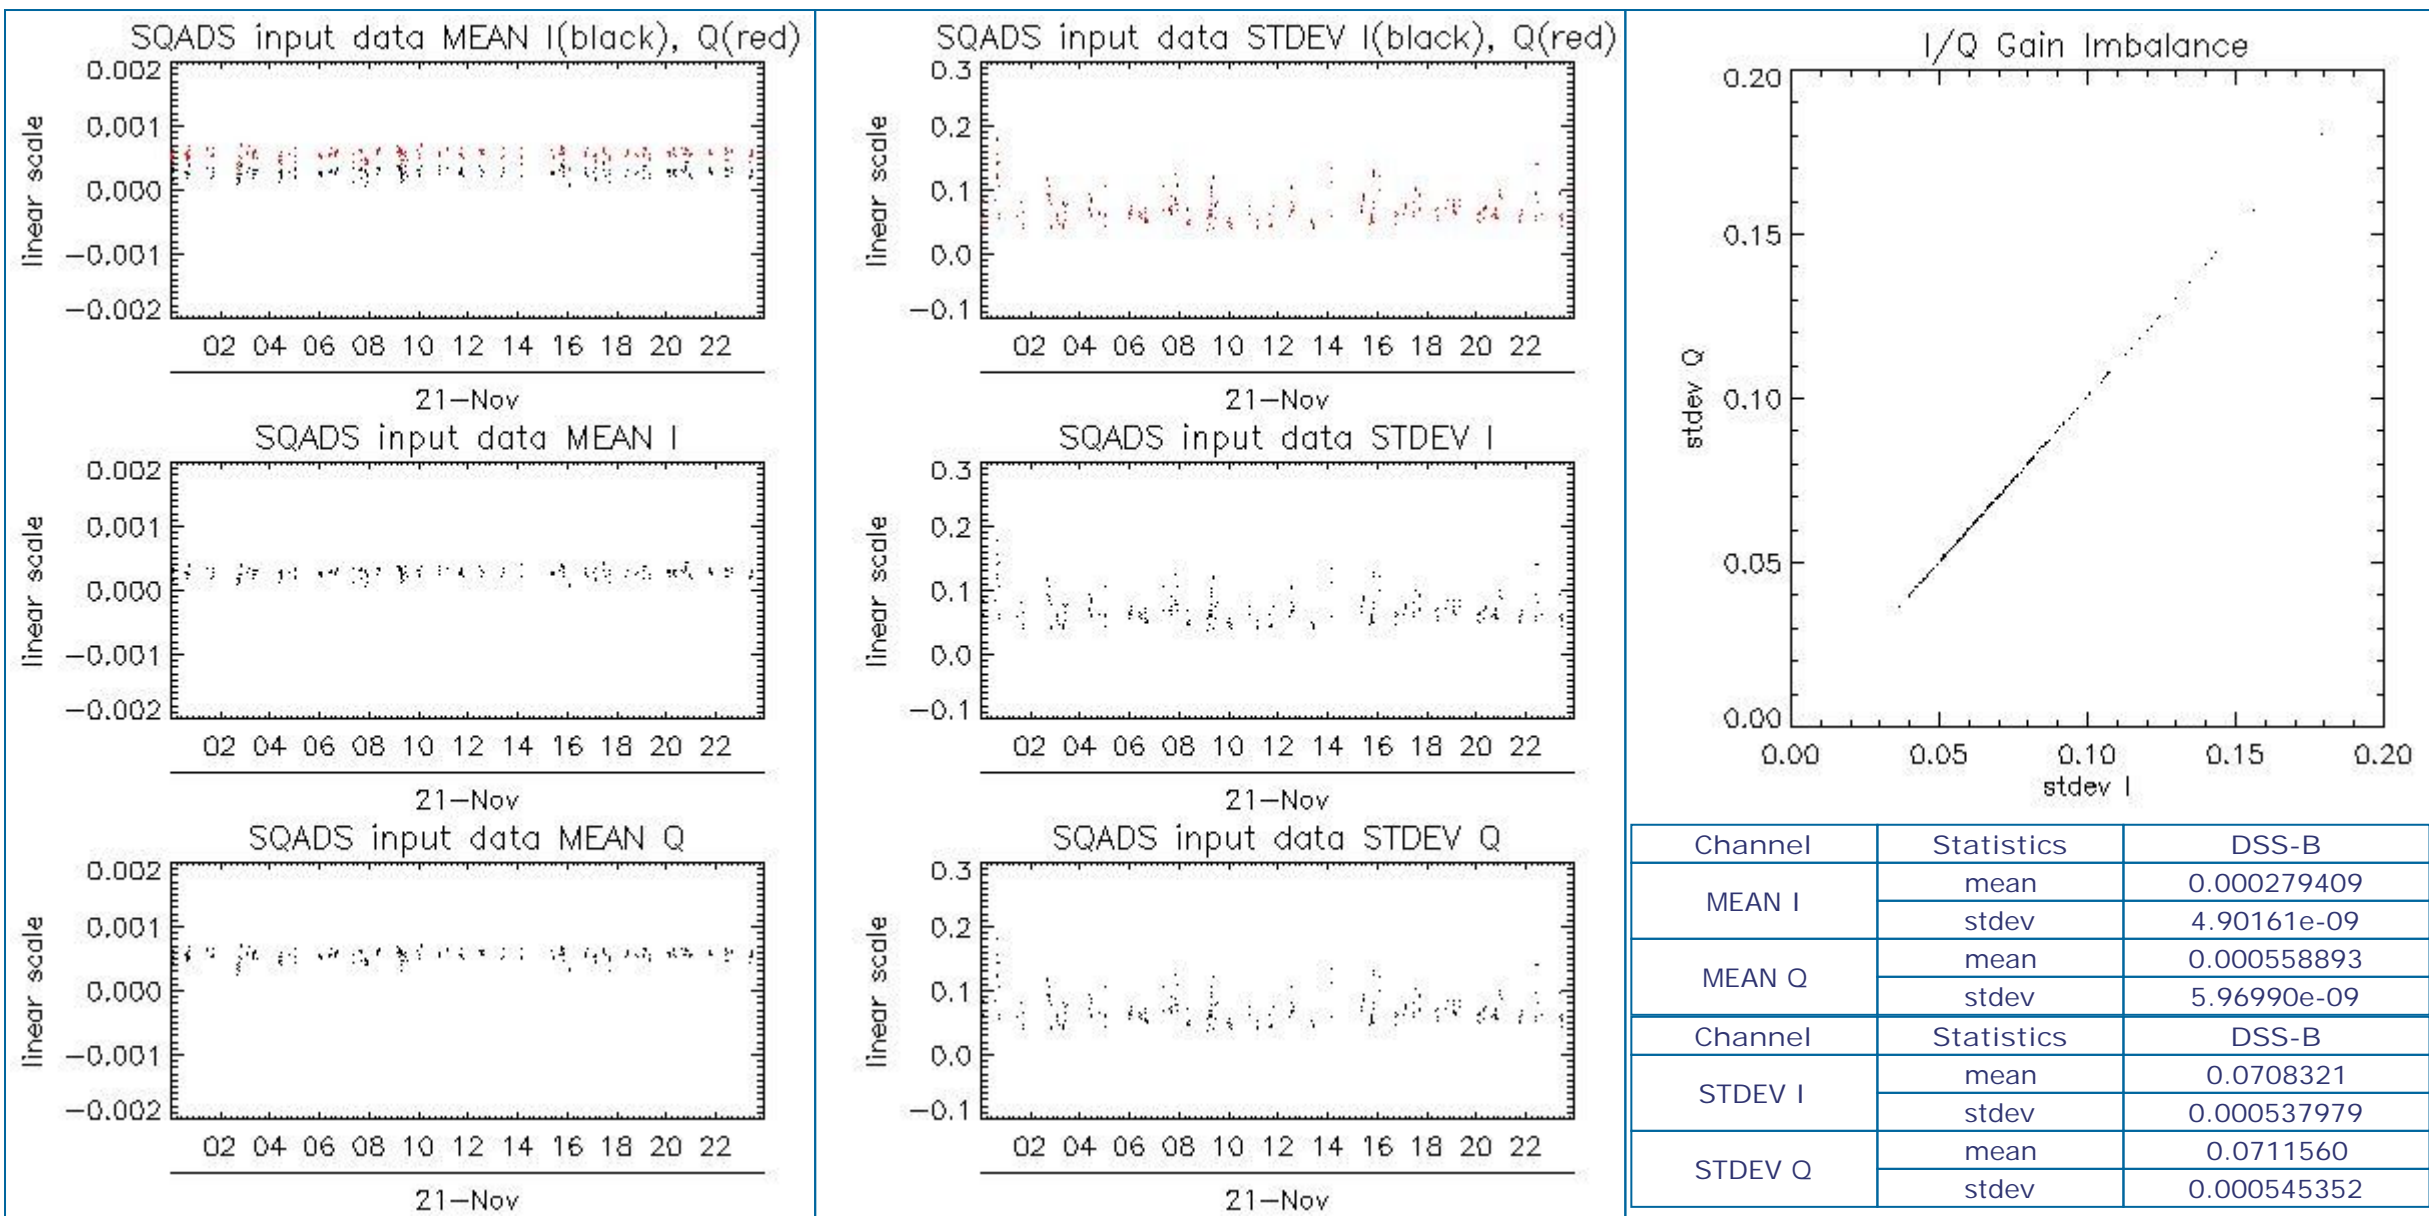 SQADS input data MEAN I(black), Q(red)
0.002
0.001
0.000
-0.001
-0.002
linear scale
02 04 06 08 10 12 14 16 18 20 22
21-Nov
SQADS input data MEAN I
0.002
0.001
0.000
-0.001
-0.002
linear scale
02 04 06 08 10 12 14 16 18 20 22
21-Nov
SQADS input data MEAN Q
0.002
0.001
0.000
-0.001
-0.002
linear scale
02 04 06 08 10 12 14 16 18 20 22
21-Nov
SQADS input data STDEV I(black), Q(red)
0.3
0.2
0.1
0.0
-0.1
linear scale
02 04 06 08 10 12 14 16 18 20 22
21-Nov
SQADS input data STDEV I
0.3
0.2
0.1
0.0
-0.1
linear scale
02 04 06 08 10 12 14 16 18 20 22
21-Nov
SQADS input data STDEV Q
0.3
0.2
0.1
0.0
-0.1
linear scale
02 04 06 08 10 12 14 16 18 20 22
21-Nov
I/Q Gain Imbalance
0.20
0.15
0.10
0.05
0.00
stdev Q
0.00 0.05 0.10 0.15 0.20
stdev I
Channel Statistics DSS-B
MEAN I mean 0.000279409
stdev 4.90161e-09
MEAN Q mean 0.000558893
stdev 5.96990e-09
Channel Statistics DSS-B
STDEV I mean 0.0708321
stdev 0.000537979
STDEV Q mean 0.0711560
stdev 0.000545352